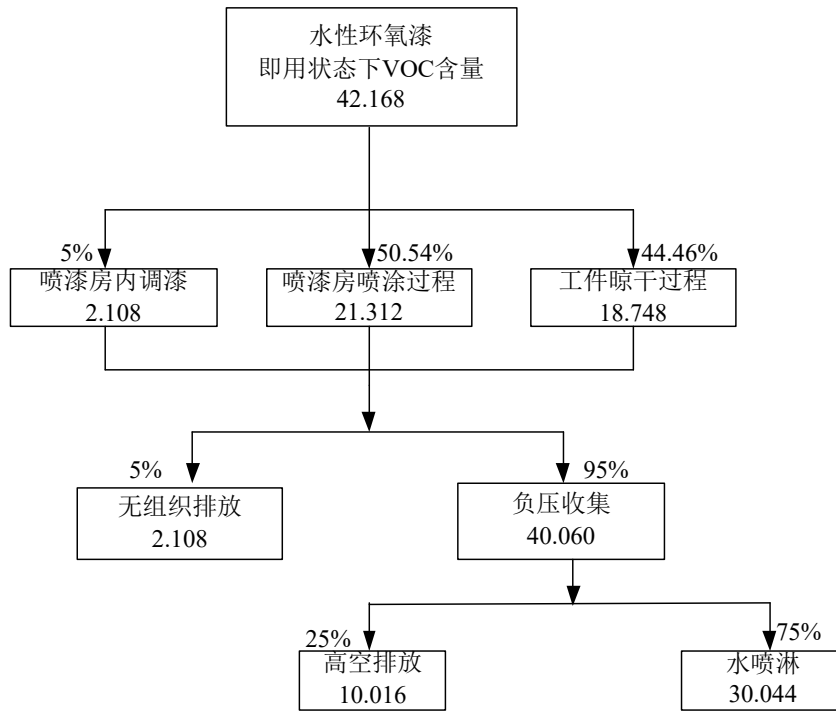 水性环氧漆
即用状态下VOC含量
42.168
5%
50.54%
44.46%
喷漆房内调漆
2.108
喷漆房喷涂过程
21.312
工件晾干过程
18.748
5%
95%
无组织排放
2.108
负压收集
40.060
25%
75%
高空排放
10.016
水喷淋
30.044